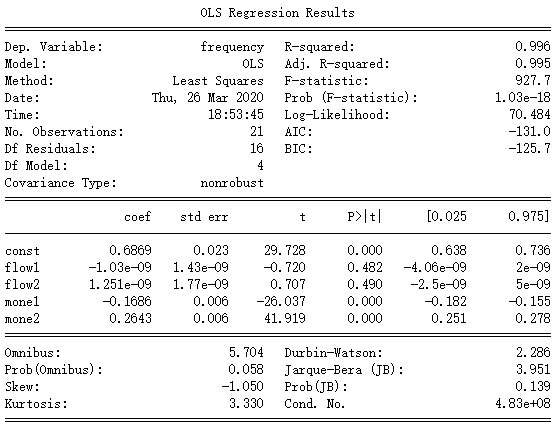 OLS Regression Results
Dep. Variable: frequency R-squared: 0.996
Model: OLS Adj. R-squared: 0.995
Method: Least Squares F-statistic: 927.7
Date: Thu, 26 Mar 2020 Prob (F-statistic): 1.03e-18
Time: 18:53:45 Log-Likelihood: 70.484
No. Observations: 21 AIC: -131.0
Df Residuals: 16 BIC: -125.7
Df Model: 4
Covariance Type: nonrobust
coef std err t P>|t| [0.025 0.975]
const 0.6869 0.023 29.728 0.000 0.638 0.736
flow1 -1.03e-09 1.43e-09 -0.720 0.482 -4.06e-09 2e-09
flow2 1.251e-09 1.77e-09 0.707 0.490 -2.5e-09 5e-09
mone1 -0.1686 0.006 -26.037 0.000 -0.182 -0.155
mone2 0.2643 0.006 41.919 0.000 0.251 0.278
Omnibus: 5.704 Durbin-Watson: 2.286
Prob(Omnibus): 0.058 Jarque-Bera (JB): 3.951
Skew: -1.050 Prob(JB): 0.139
Kurtosis: 3.330 Cond. No. 4.83e+08